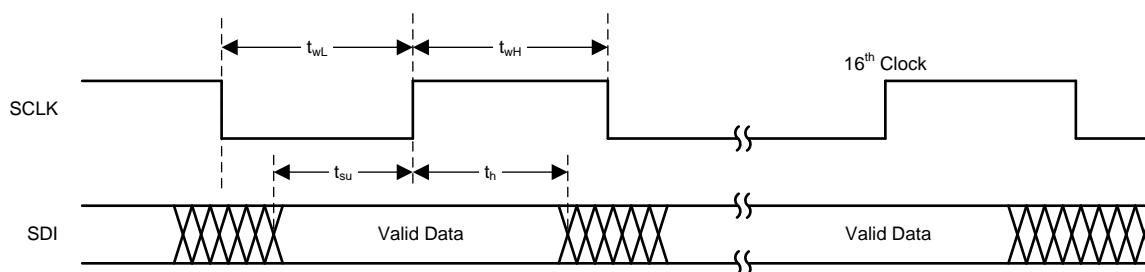 t_wL
t_wH
16th Clock
SCLK
t_su
t_h
SDI
Valid Data
Valid Data